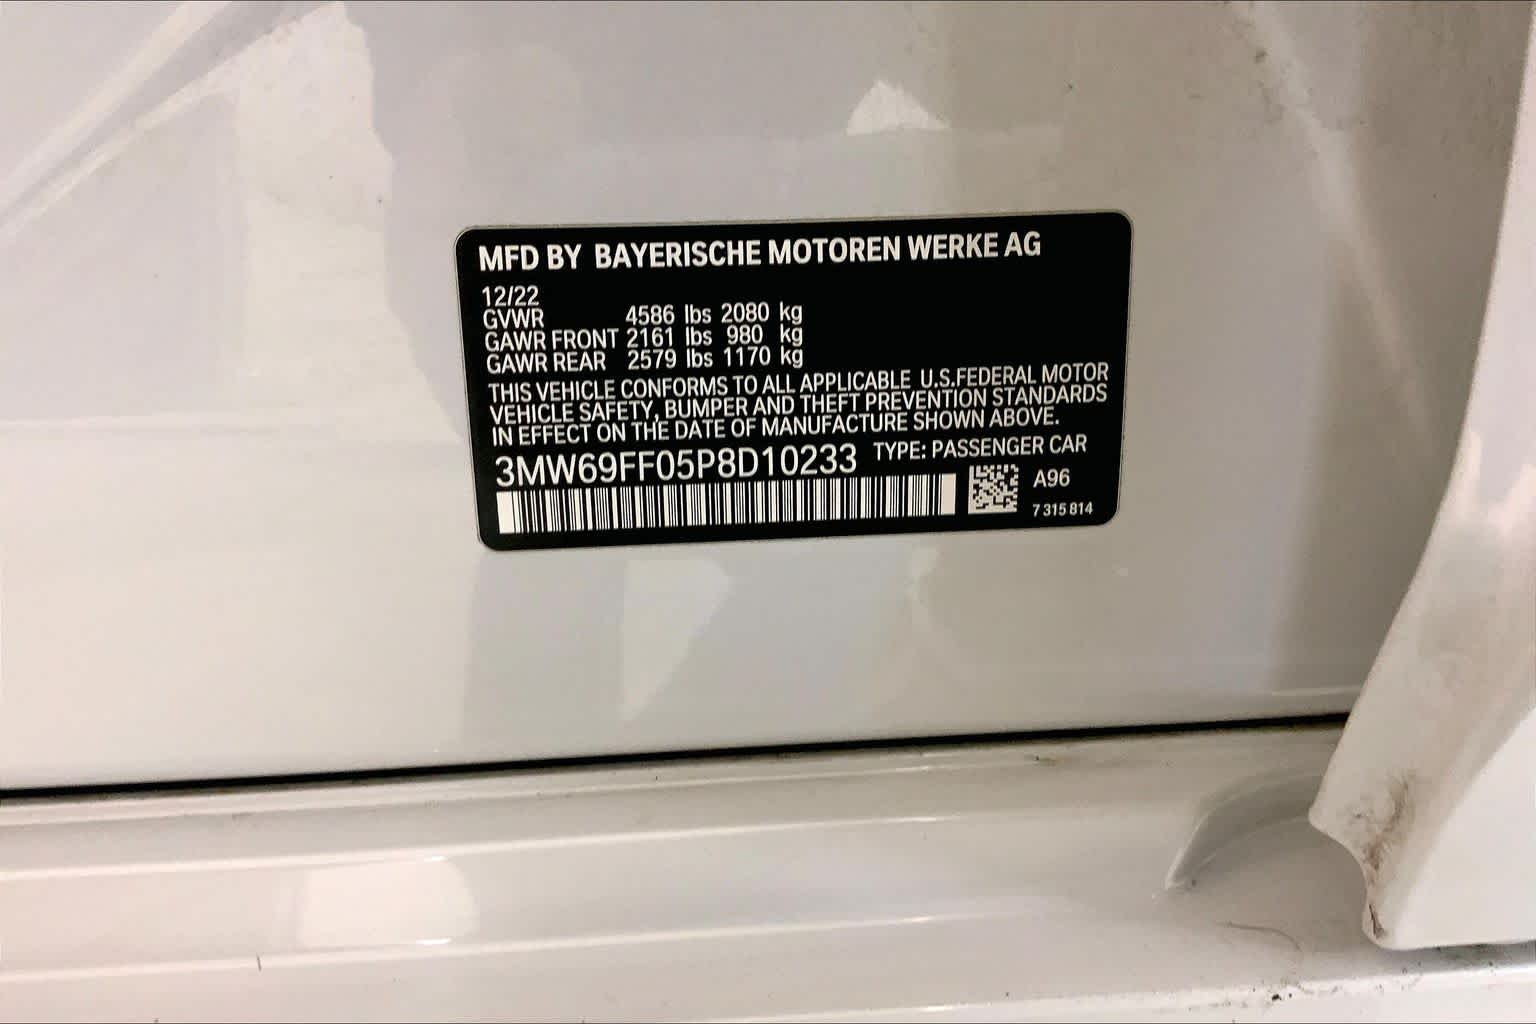 MFD BY BAYERISCHE MOTOREN WERKE AG
12/22
GVWR 4586 lbs 2080 kg
GAWR FRONT 2161 lbs 980 kg
GAWR REAR 2579 lbs 1170 kg
THIS VEHICLE CONFORMS TO ALL APPLICABLE U.S.FEDERAL MOTOR
VEHICLE SAFETY, BUMPER AND THEFT PREVENTION STANDARDS
IN EFFECT ON THE DATE OF MANUFACTURE SHOWN ABOVE.
3MW69FF05P8D10233 TYPE: PASSENGER CAR
A96
7 315 814